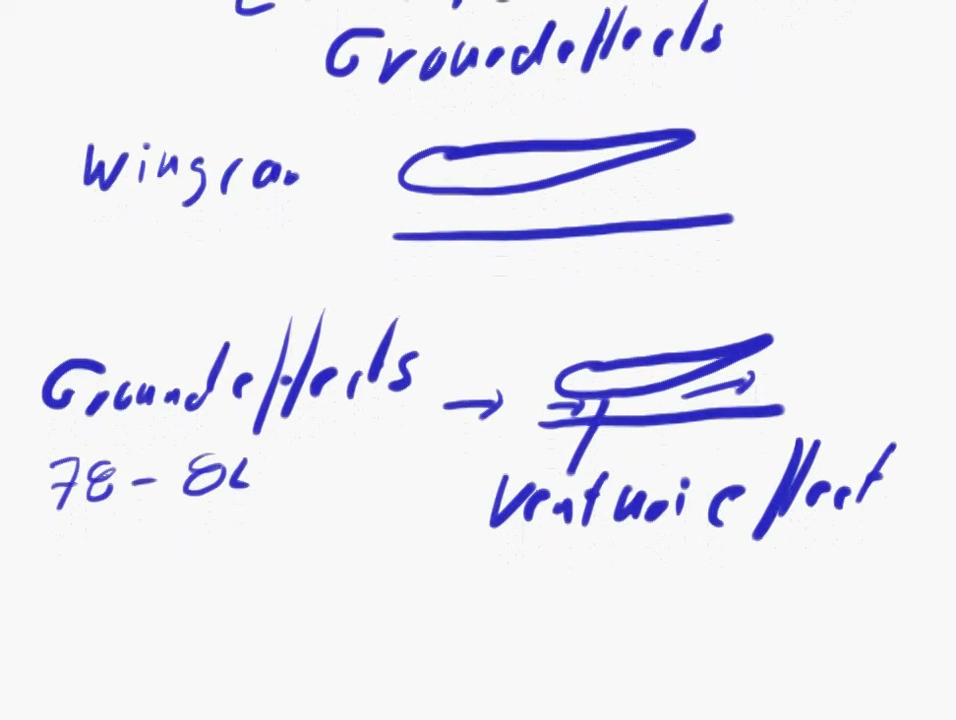 Groundeffects
Wingcar
Groundeffects →
78 - 82
Venturieffect